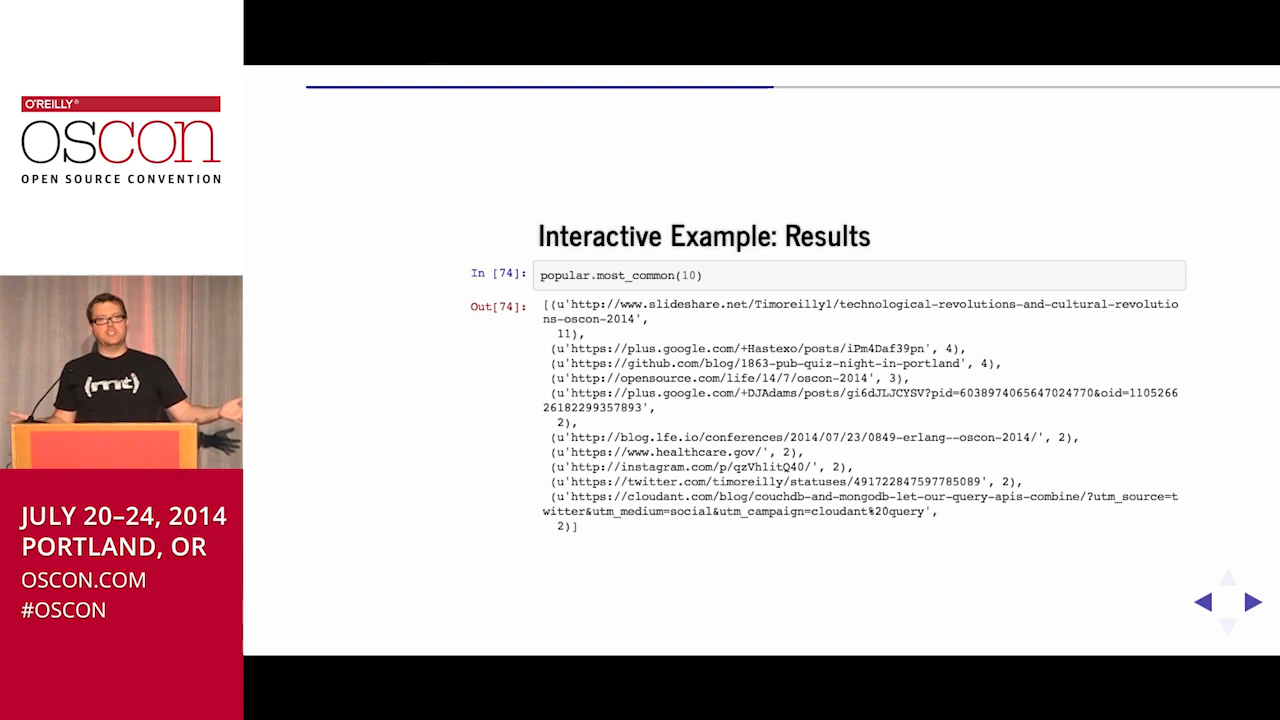 O'REILLY®
OSCON
OPEN SOURCE CONVENTION
(mt)
JULY 20–24, 2014
PORTLAND, OR
OSCON.COM
#OSCON
Interactive Example: Results
In [74]: popular.most_common(10)
Out[74]: [(u'http://www.slideshare.net/Timoreilly1/technological-revolutions-and-cultural-revolutio
ns-oscon-2014',
11),
(u'https://plus.google.com/+Hastexo/posts/iPm4Daf39pn', 4),
(u'https://github.com/blog/1863-pub-quiz-night-in-portland', 4),
(u'http://opensource.com/life/14/7/oscon-2014', 3),
(u'https://plus.google.com/+DJAdams/posts/gi6dJLJCYSV?pid=6038974065647024770&oid=1105266
26182299357893',
2),
(u'http://blog.lfe.io/conferences/2014/07/23/0849-erlang--oscon-2014/', 2),
(u'https://www.healthcare.gov/', 2),
(u'http://instagram.com/p/qzVh1itQ40/', 2),
(u'https://twitter.com/timoreilly/statuses/491722847597785089', 2),
(u'https://cloudant.com/blog/couchdb-and-mongodb-let-our-query-apis-combine/?utm_source=t
witter&utm_medium=social&utm_campaign=cloudant%20query',
2)]